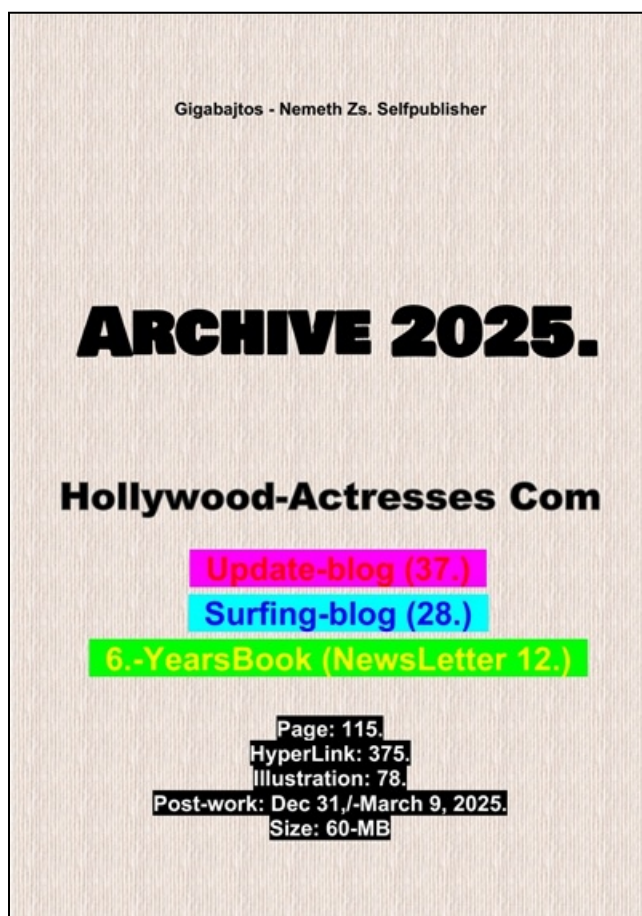 Gigabajtos - Nemeth Zs. Selfpublisher
ARCHIVE 2025.
Hollywood-Actresses Com
Update-blog (37.)
Surfing-blog (28.)
6.-YearsBook (NewsLetter 12.)
Page: 115.
HyperLink: 375.
Illustration: 78.
Post-work: Dec 31,/-March 9, 2025.
Size: 60-MB